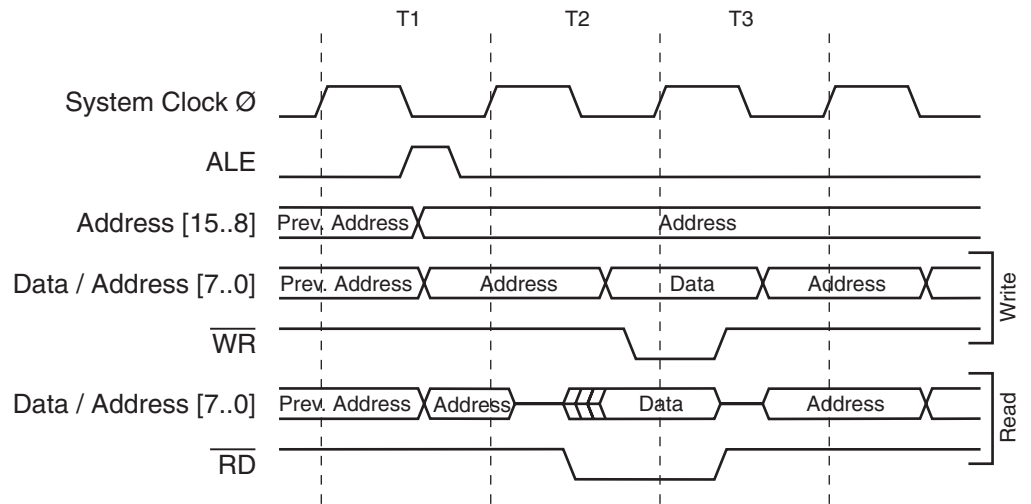 T1 T2 T3
System Clock Ø
ALE
Address [15..8] Prev. Address Address
Data / Address [7..0] Prev. Address Address Data Address
WR
Write
Data / Address [7..0] Prev. Address Address Data Address
RD
Read